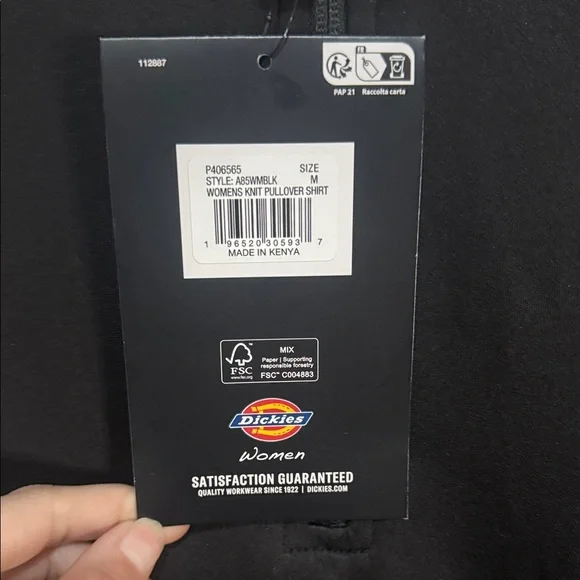 112887
FR
PAP 21 Raccolta carta
P406565 SIZE
STYLE: A85WMBLK M
WOMENS KNIT PULLOVER SHIRT
1 96520 30593 7
MADE IN KENYA
MIX
Paper | Supporting
responsible forestry
FSC™ C004883
FSC
Dickies
Women
SATISFACTION GUARANTEED
QUALITY WORKWEAR SINCE 1922 | DICKIES.COM